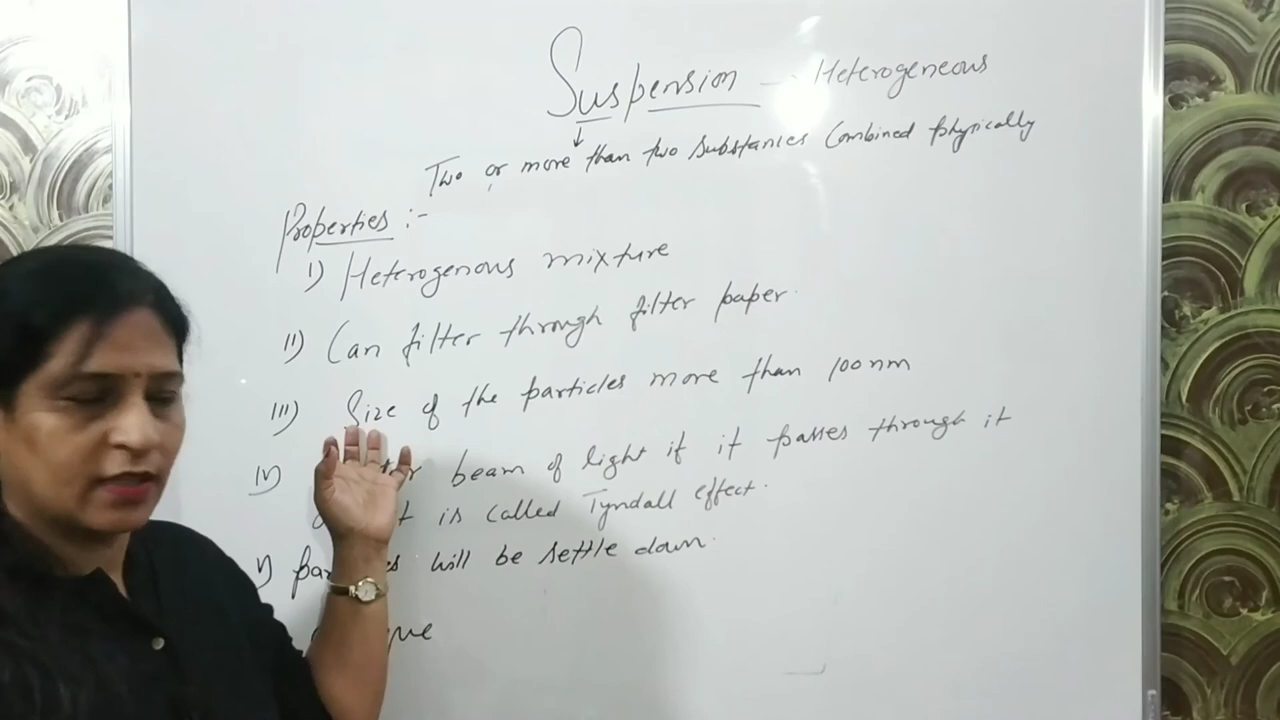 Suspension - Heterogeneous
Two or more than two substances Combined physically
Properties :-
I) Heterogenous mixture
II) Can filter through filter paper.
III) Size of the particles more than 100nm
IV) beam of light if it passes through it
it is called Tyndall effect.
V) will be settle down.